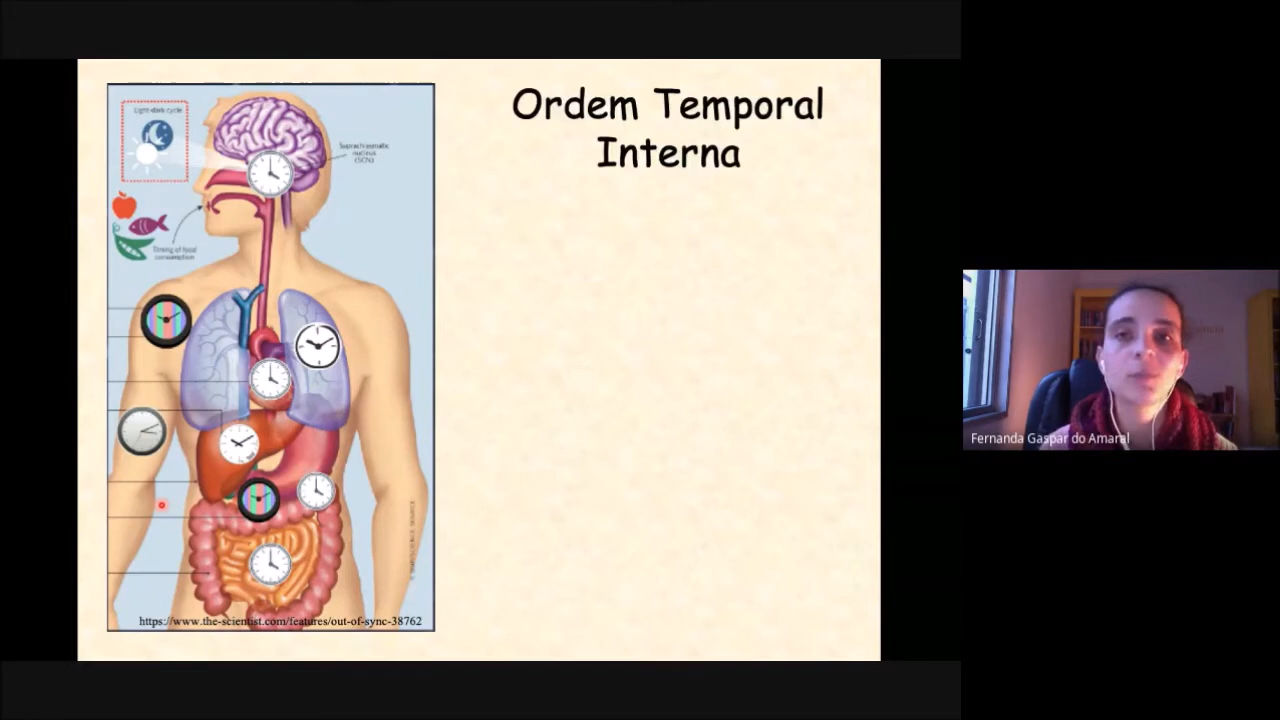 Ordem Temporal
Interna
Light-dark cycle
Suprachiasmatic
nucleus
(SCN)
Timing of food
consumption
https://www.the-scientist.com/features/out-of-sync-38762
Fernanda Gaspar do Amaral